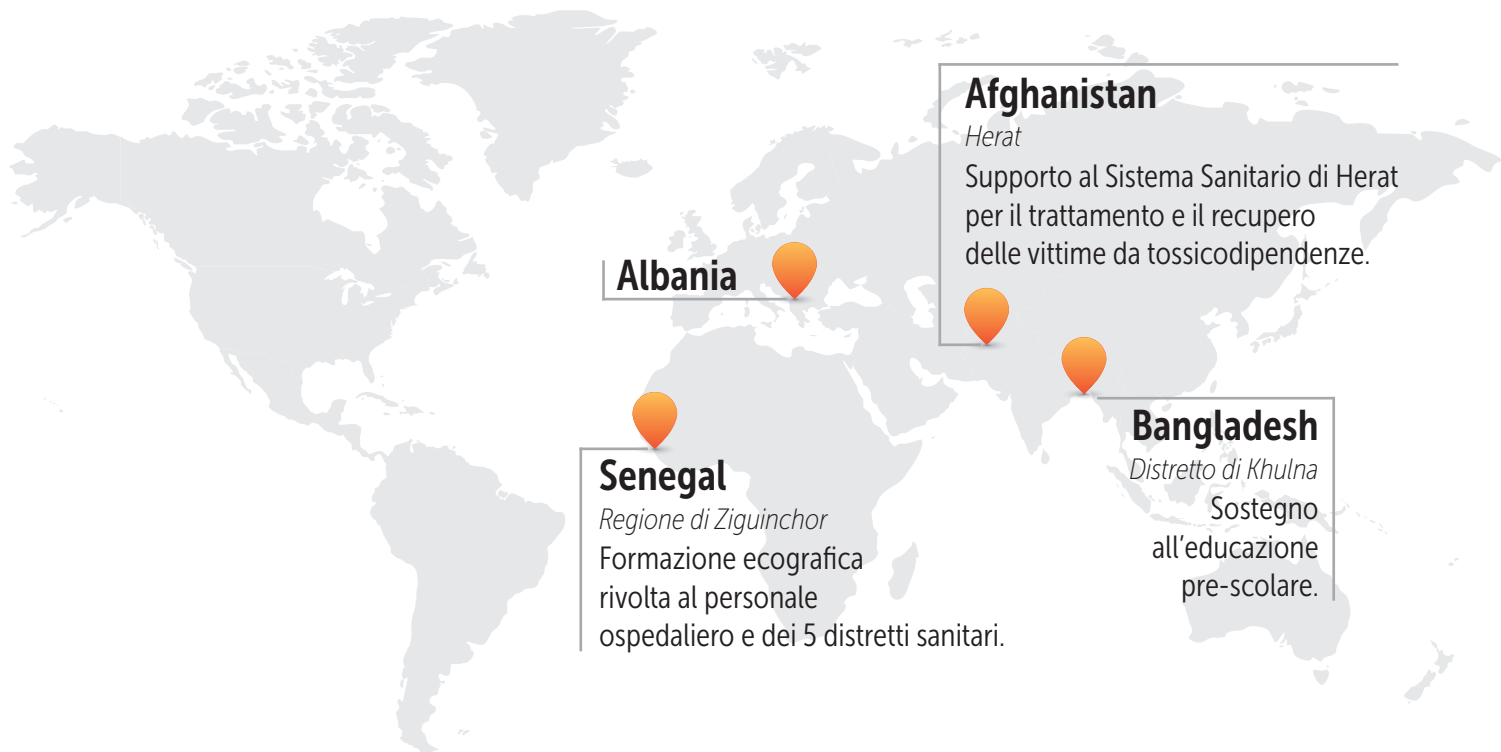 Afghanistan
Herat
Supporto al Sistema Sanitario di Herat
per il trattamento e il recupero
delle vittime da tossicodipendenze.
Albania
Bangladesh
Distretto di Khulna
Sostegno
all’educazione
pre-scolare.
Senegal
Regione di Ziguinchor
Formazione ecografica
rivolta al personale
ospedaliero e dei 5 distretti sanitari.